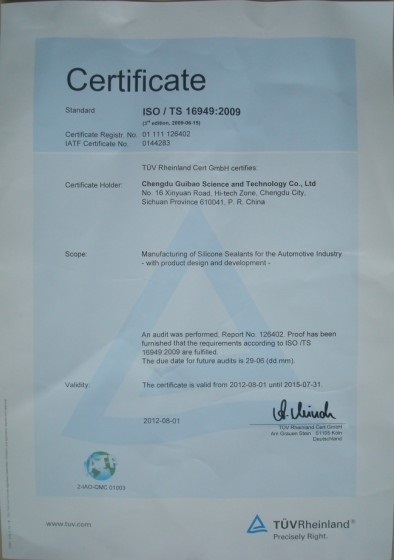 Certificate
Standard ISO / TS 16949:2009
(3rd edition, 2009-06-15)
Certificate Registr. No. 01 111 126402
IATF Certificate No. 0144283
TÜV Rheinland Cert GmbH certifies:
Certificate Holder: Chengdu Guibao Science and Technology Co., Ltd
No. 16 Xinyuan Road, Hi-tech Zone, Chengdu City,
Sichuan Province 610041, P. R. China
Scope: Manufacturing of Silicone Sealants for the Automotive Industry
- with product design and development -
An audit was performed, Report No. 126402. Proof has been
furnished that the requirements according to ISO /TS
16949:2009 are fulfilled.
The due date for future audits is 29-06 (dd.mm).
Validity: The certificate is valid from 2012-08-01 until 2015-07-31.
2012-08-01
TÜV Rheinland Cert GmbH
Am Grauen Stein 51105 Köln
Deutschland
2-IAO-QMC 01003
www.tuv.com
TÜVRheinland®
Precisely Right.